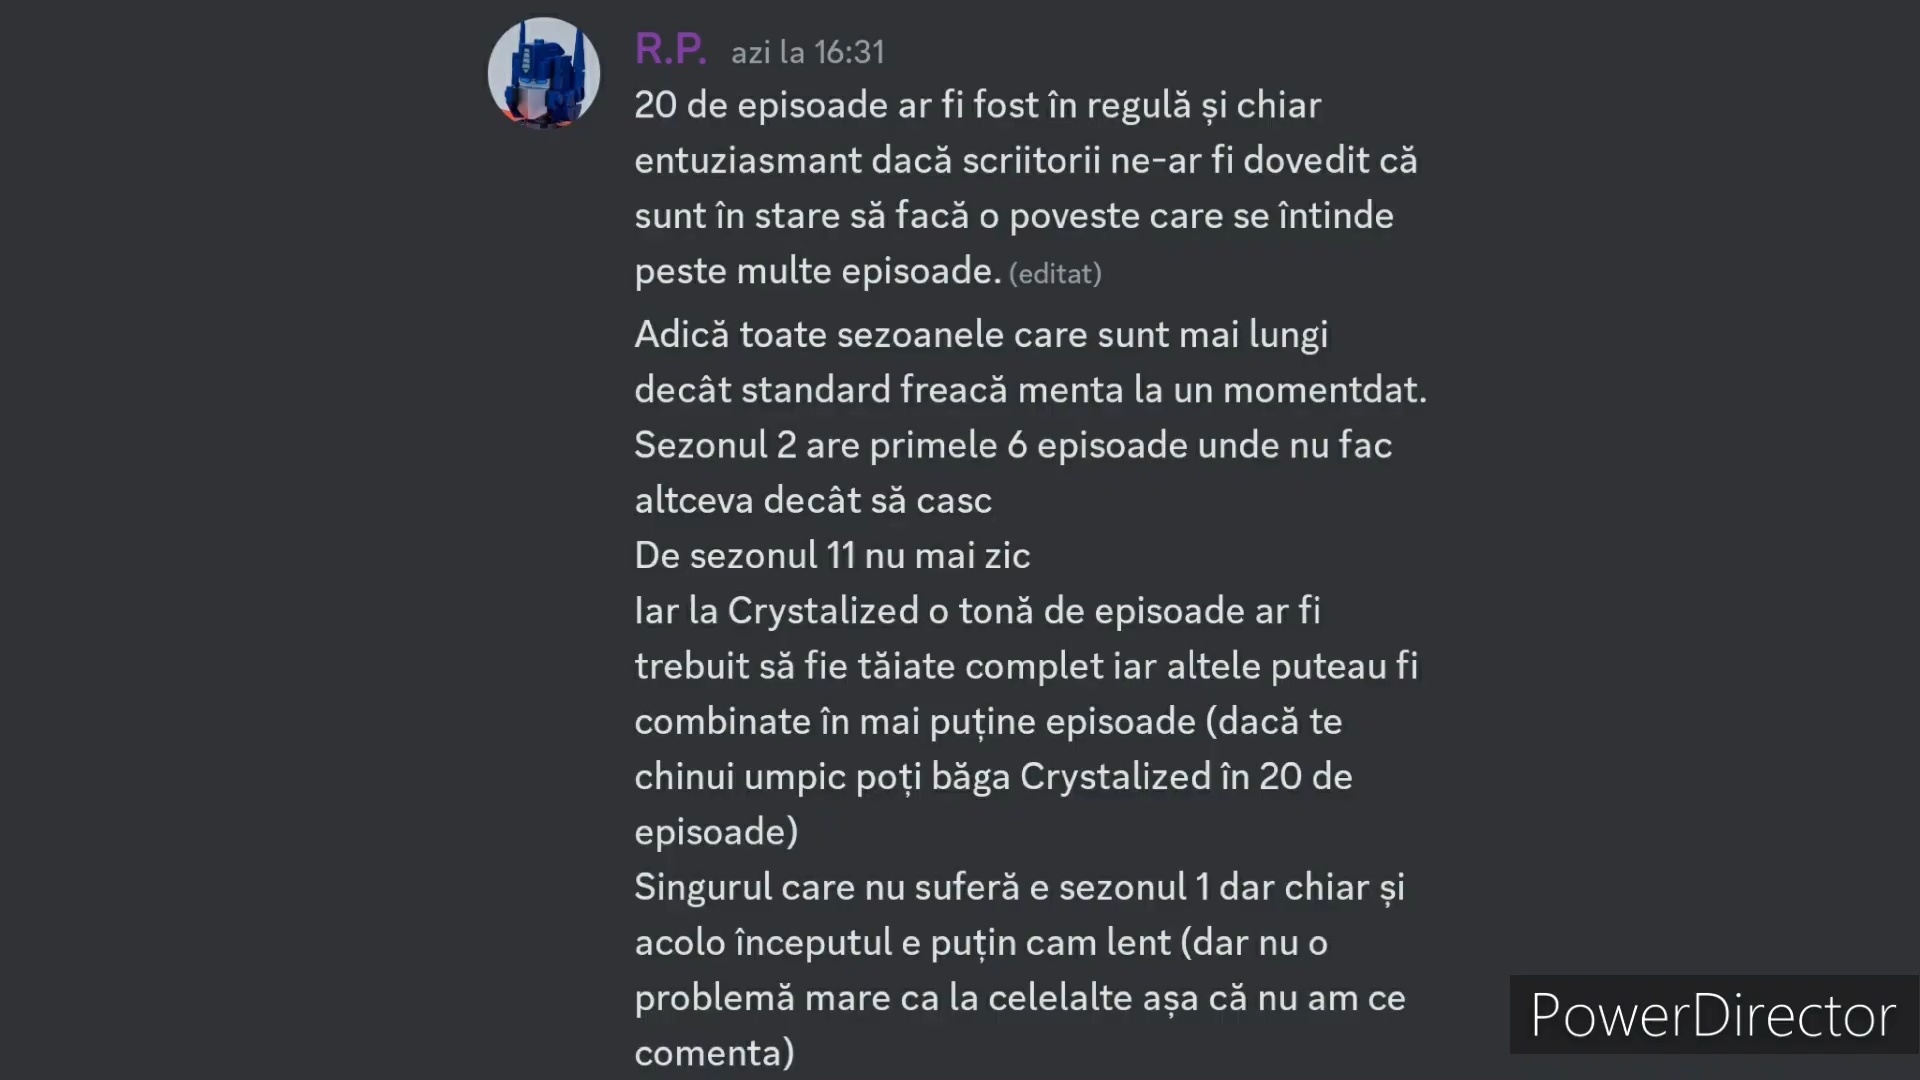 R.P. azi la 16:31
20 de episoade ar fi fost în regulă și chiar
entuziasmant dacă scriitorii ne-ar fi dovedit că
sunt în stare să facă o poveste care se întinde
peste multe episoade. (editat)
Adică toate sezoanele care sunt mai lungi
decât standard freacă menta la un momentdat.
Sezonul 2 are primele 6 episoade unde nu fac
altceva decât să casc
De sezonul 11 nu mai zic
Iar la Crystalized o tonă de episoade ar fi
trebuit să fie tăiate complet iar altele puteau fi
combinate în mai puține episoade (dacă te
chinui umpic poți băga Crystalized în 20 de
episoade)
Singurul care nu suferă e sezonul 1 dar chiar și
acolo începutul e puțin cam lent (dar nu o
problemă mare ca la celelalte așa că nu am ce
comenta)
PowerDirector